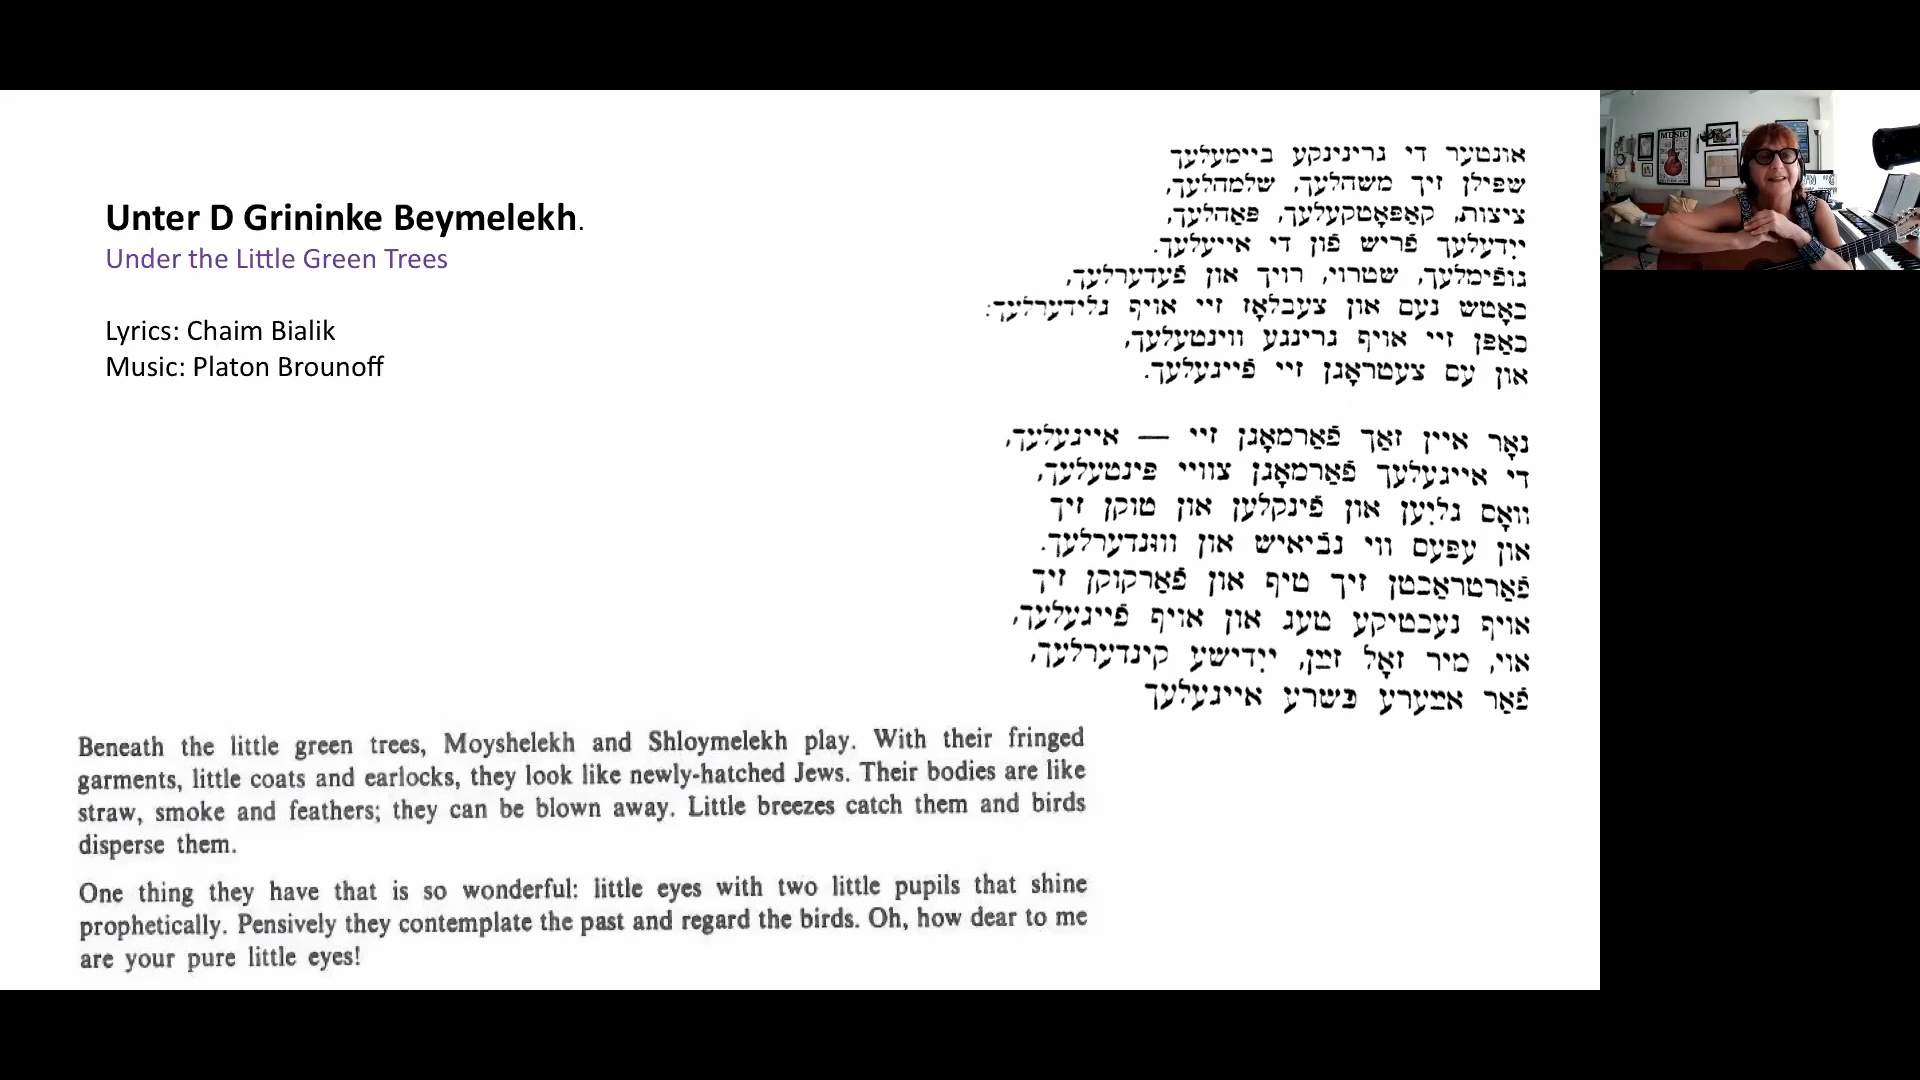 Unter D Grininke Beymelekh.
Under the Little Green Trees
Lyrics: Chaim Bialik
Music: Platon Brounoff
אונטער די גרינינקע ביימעלעך
שפּילן זיך משהלעך, שלמהלעך,
ציצות, קאַפּאָטקעלעך, פּאהלעך,
ייִדעלעך פֿריש פֿון די אייעלעך.
גופֿימלעך, שטרוי, רויך און פֿעדערלעך,
כאָטש נעם און צעבלאָז זיי אויף גלידערלעך:
כאַפּן זיי אויף גרינגע ווינטעלעך,
און עס צעטראָגן זיי פֿייגעלעך.
נאָר איין זאַך פֿאַרמאָגן זיי — אייגעלעך,
די אייגעלעך פֿאַרמאָגן צוויי פּינטעלעך,
וואָס גליִען און פֿינקלען און טוקן זיך
און עפּעס ווי נבֿיאיש און וווּנדערלעך.
פֿאַרטראַכטן זיך טיף און פֿאַרקוקן זיך
אויף נעכטיקע טעג און אויף פֿייגעלעך,
אוי, מיר זאָל זײַן, ייִדישע קינדערלעך,
פֿאַר אײַערע כּשרע אייגעלעך
Beneath the little green trees, Moyshelekh and Shloymelekh play. With their fringed
garments, little coats and earlocks, they look like newly-hatched Jews. Their bodies are like
straw, smoke and feathers; they can be blown away. Little breezes catch them and birds
disperse them.
One thing they have that is so wonderful: little eyes with two little pupils that shine
prophetically. Pensively they contemplate the past and regard the birds. Oh, how dear to me
are your pure little eyes!
MUSIC